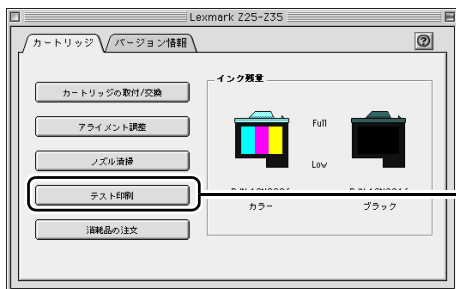 Lexmark Z25-Z35
カートリッジ
バージョン情報
カートリッジの取付/交換
アライメント調整
ノズル清掃
テスト印刷
消耗品の注文
インク残量
Full
Low
カラー
ブラック